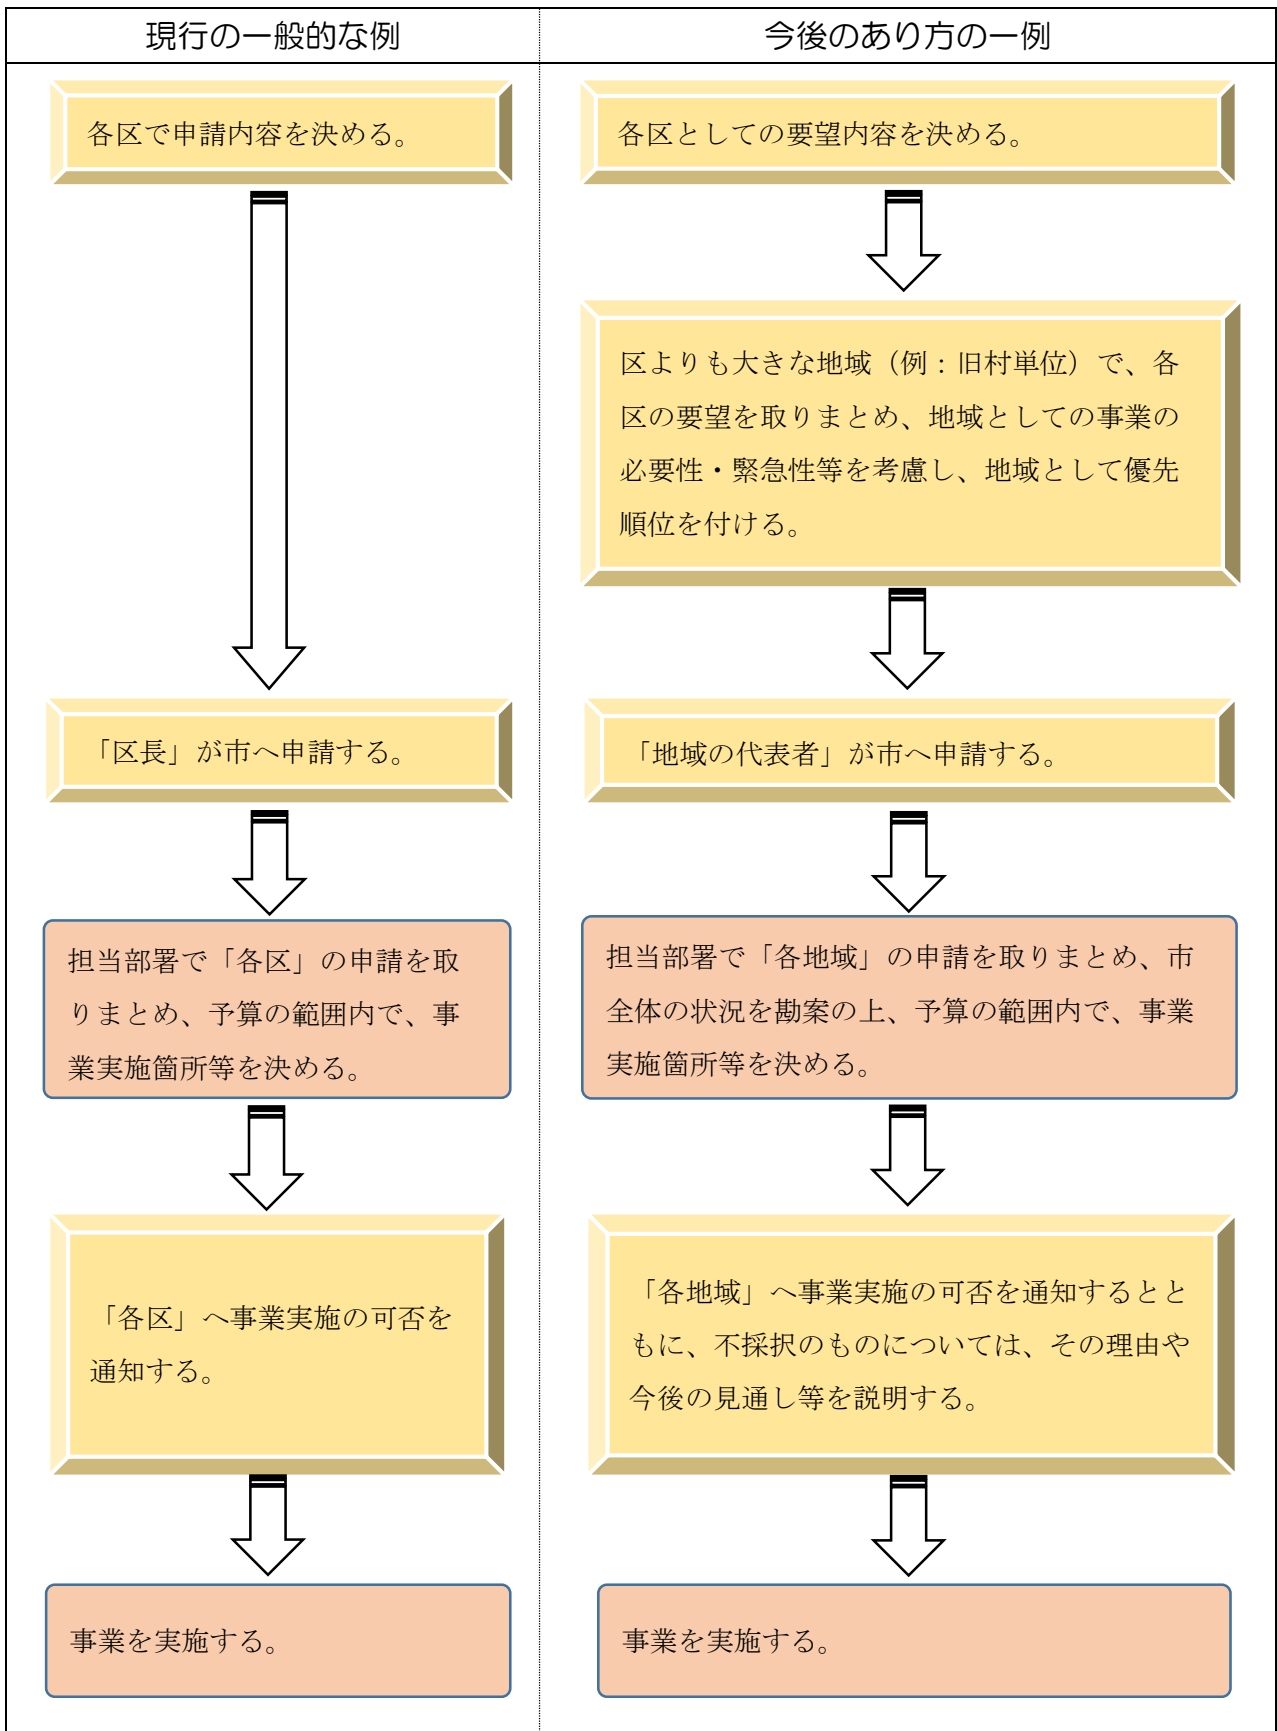 現行の一般的な例
各区で申請内容を決める。
「区長」が市へ申請する。
担当部署で「各区」の申請を取
りまとめ、予算の範囲内で、事
業実施箇所等を決める。
「各区」へ事業実施の可否を
通知する。
事業を実施する。
今後のあり方の一例
各区としての要望内容を決める。
区よりも大きな地域（例：旧村単位）で、各
区の要望を取りまとめ、地域としての事業の
必要性・緊急性等を考慮し、地域として優先
順位を付ける。
「地域の代表者」が市へ申請する。
担当部署で「各地域」の申請を取りまとめ、市
全体の状況を勘案の上、予算の範囲内で、事業
実施箇所等を決める。
「各地域」へ事業実施の可否を通知するとと
もに、不採択のものについては、その理由や
今後の見通し等を説明する。
事業を実施する。